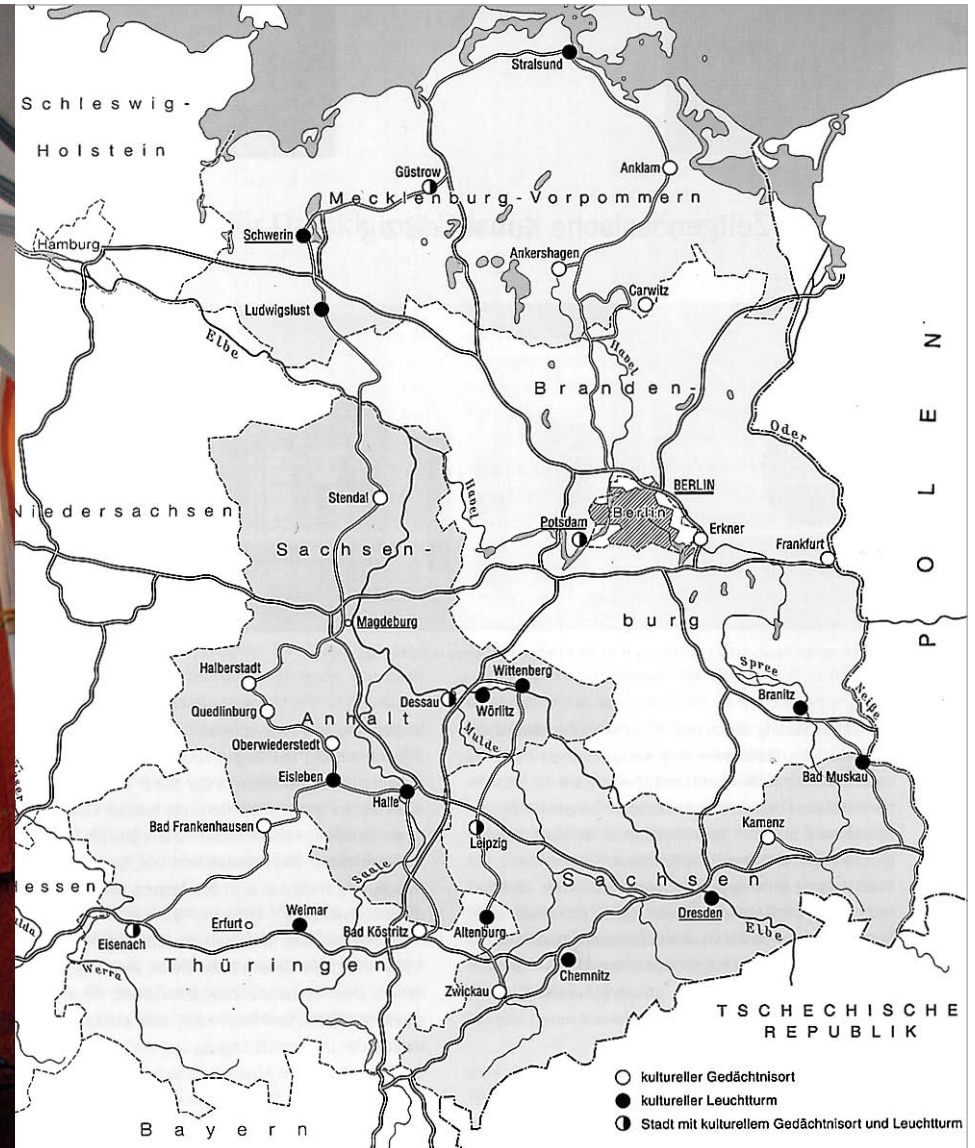 Stralsund
Schleswig-
Holstein
Anklam
Güstrow
Mecklenburg-Vorpommern
Schwerin
Hamburg
Ankershagen
Carwitz
Ludwigslust
Elbe
Havel
Branden-
POLEN
Oder
BERLIN
Stendal
Havel
Niedersachsen
Berlin
Potsdam
Erkner
Sachsen-
Frankfurt
burg
Magdeburg
Spree
Halberstadt
Wittenberg
Branitz
Neiße
Dessau
Wörlitz
Quedlinburg
Anhalt
Mulde
Oberwiederstedt
Eisleben
Bad Muskau
Halle
Bad Frankenhausen
Kamenz
Leipzig
Saale
Sachsen
Hessen
Weimar
Dresden
Erfurt
Bad Köstritz
Altenburg
Elbe
Eisenach
Thüringen
Chemnitz
Werra
Zwickau
TSCHECHISCHE
REPUBLIK
kultureller Gedächtnisort
kultureller Leuchtturm
Stadt mit kulturellem Gedächtnisort und Leuchtturm
Bayern